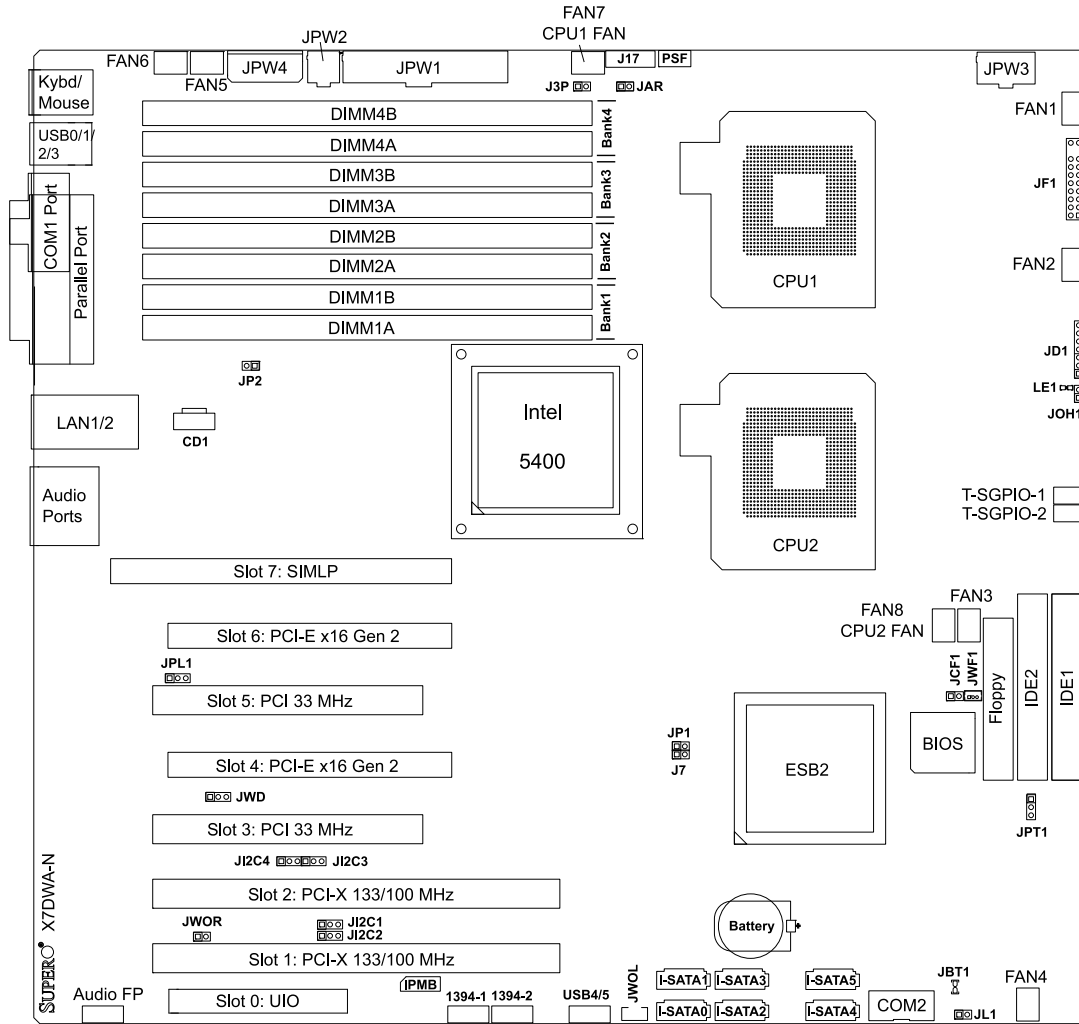 FAN7
CPU1 FAN
JPW2
FAN6
FAN5
JPW4
JPW1
J17
PSF
JPW3
J3P
JAR
Kybd/
Mouse
USB0/1/
2/3
COM1 Port
Parallel Port
DIMM4B
DIMM4A
DIMM3B
DIMM3A
DIMM2B
DIMM2A
DIMM1B
DIMM1A
Bank4
Bank3
Bank2
Bank1
CPU1
FAN1
JF1
FAN2
JD1
LE1
JOH1
JP2
LAN1/2
CD1
Intel
5400
CPU2
Audio
Ports
T-SGPIO-1
T-SGPIO-2
Slot 7: SIMLP
FAN3
FAN8
CPU2 FAN
Slot 6: PCI-E x16 Gen 2
JPL1
Slot 5: PCI 33 MHz
JCF1
JWF1
Floppy
IDE2
IDE1
JP1
J7
ESB2
BIOS
Slot 4: PCI-E x16 Gen 2
JWD
JPT1
Slot 3: PCI 33 MHz
JI2C4
JI2C3
Slot 2: PCI-X 133/100 MHz
JWOR
JI2C1
JI2C2
Battery
Slot 1: PCI-X 133/100 MHz
SUPERO® X7DWA-N
IPMB
JWOL
I-SATA1
I-SATA3
I-SATA5
JBT1
FAN4
Audio FP
Slot 0: UIO
1394-1
1394-2
USB4/5
I-SATA0
I-SATA2
I-SATA4
COM2
JL1